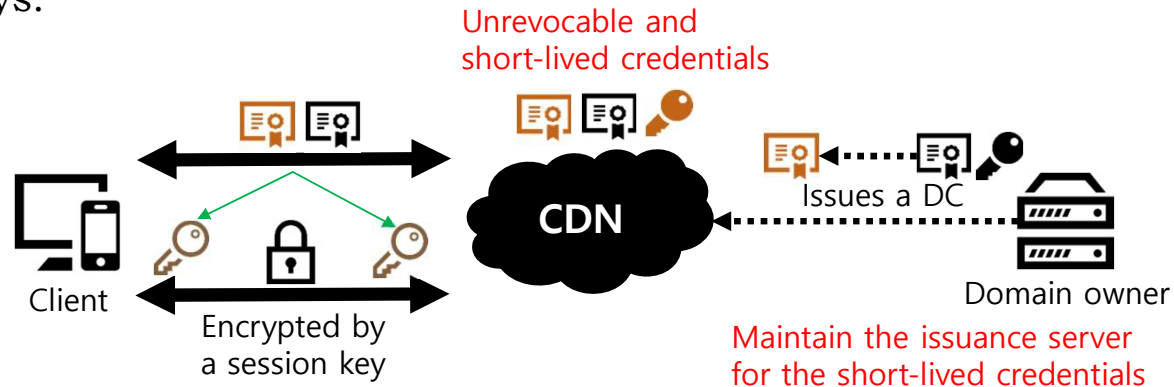 ys.
Unrevocable and
short-lived credentials
CDN
Issues a DC
Client
Encrypted by
a session key
Domain owner
Maintain the issuance server
for the short-lived credentials